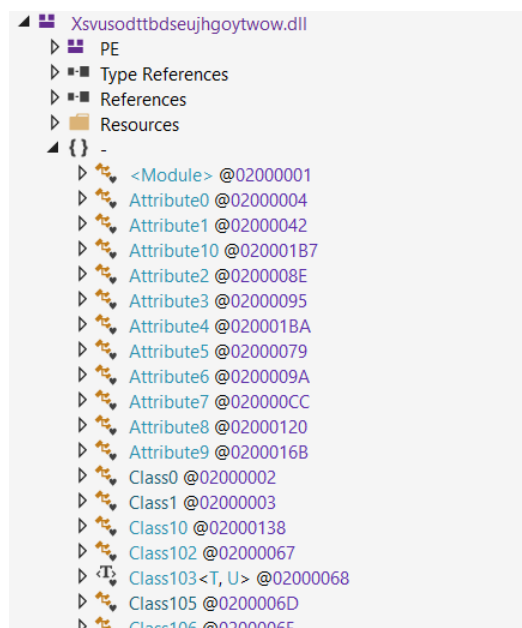 Xsvusodttbdseujhgoytwow.dll
PE
Type References
References
Resources
{ } -
<Module> @02000001
Attribute0 @02000004
Attribute1 @02000042
Attribute10 @020001B7
Attribute2 @0200008E
Attribute3 @02000095
Attribute4 @020001BA
Attribute5 @02000079
Attribute6 @0200009A
Attribute7 @020000CC
Attribute8 @02000120
Attribute9 @0200016B
Class0 @02000002
Class1 @02000003
Class10 @02000138
Class102 @02000067
Class103<T, U> @02000068
Class105 @0200006D
Class106 @0200006F